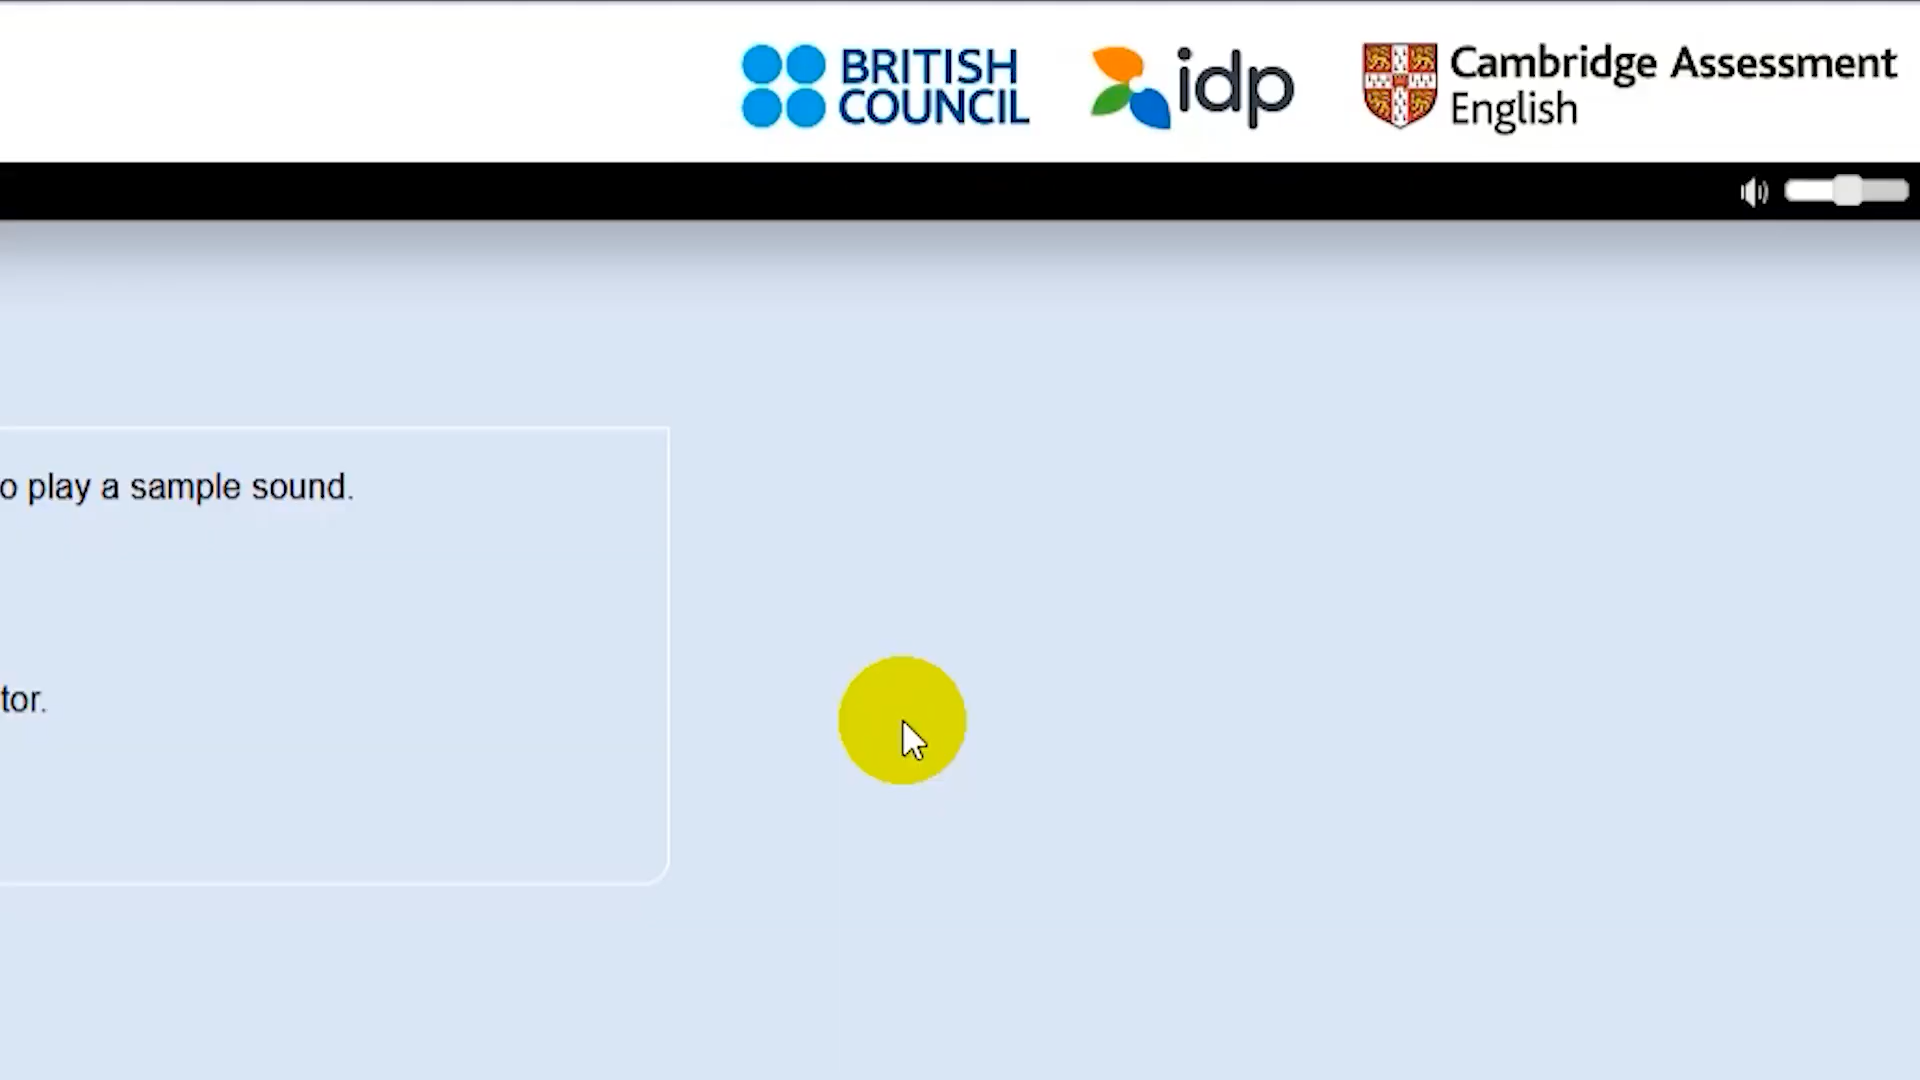 BRITISH
COUNCIL
idp
Cambridge Assessment
English
o play a sample sound.
tor.